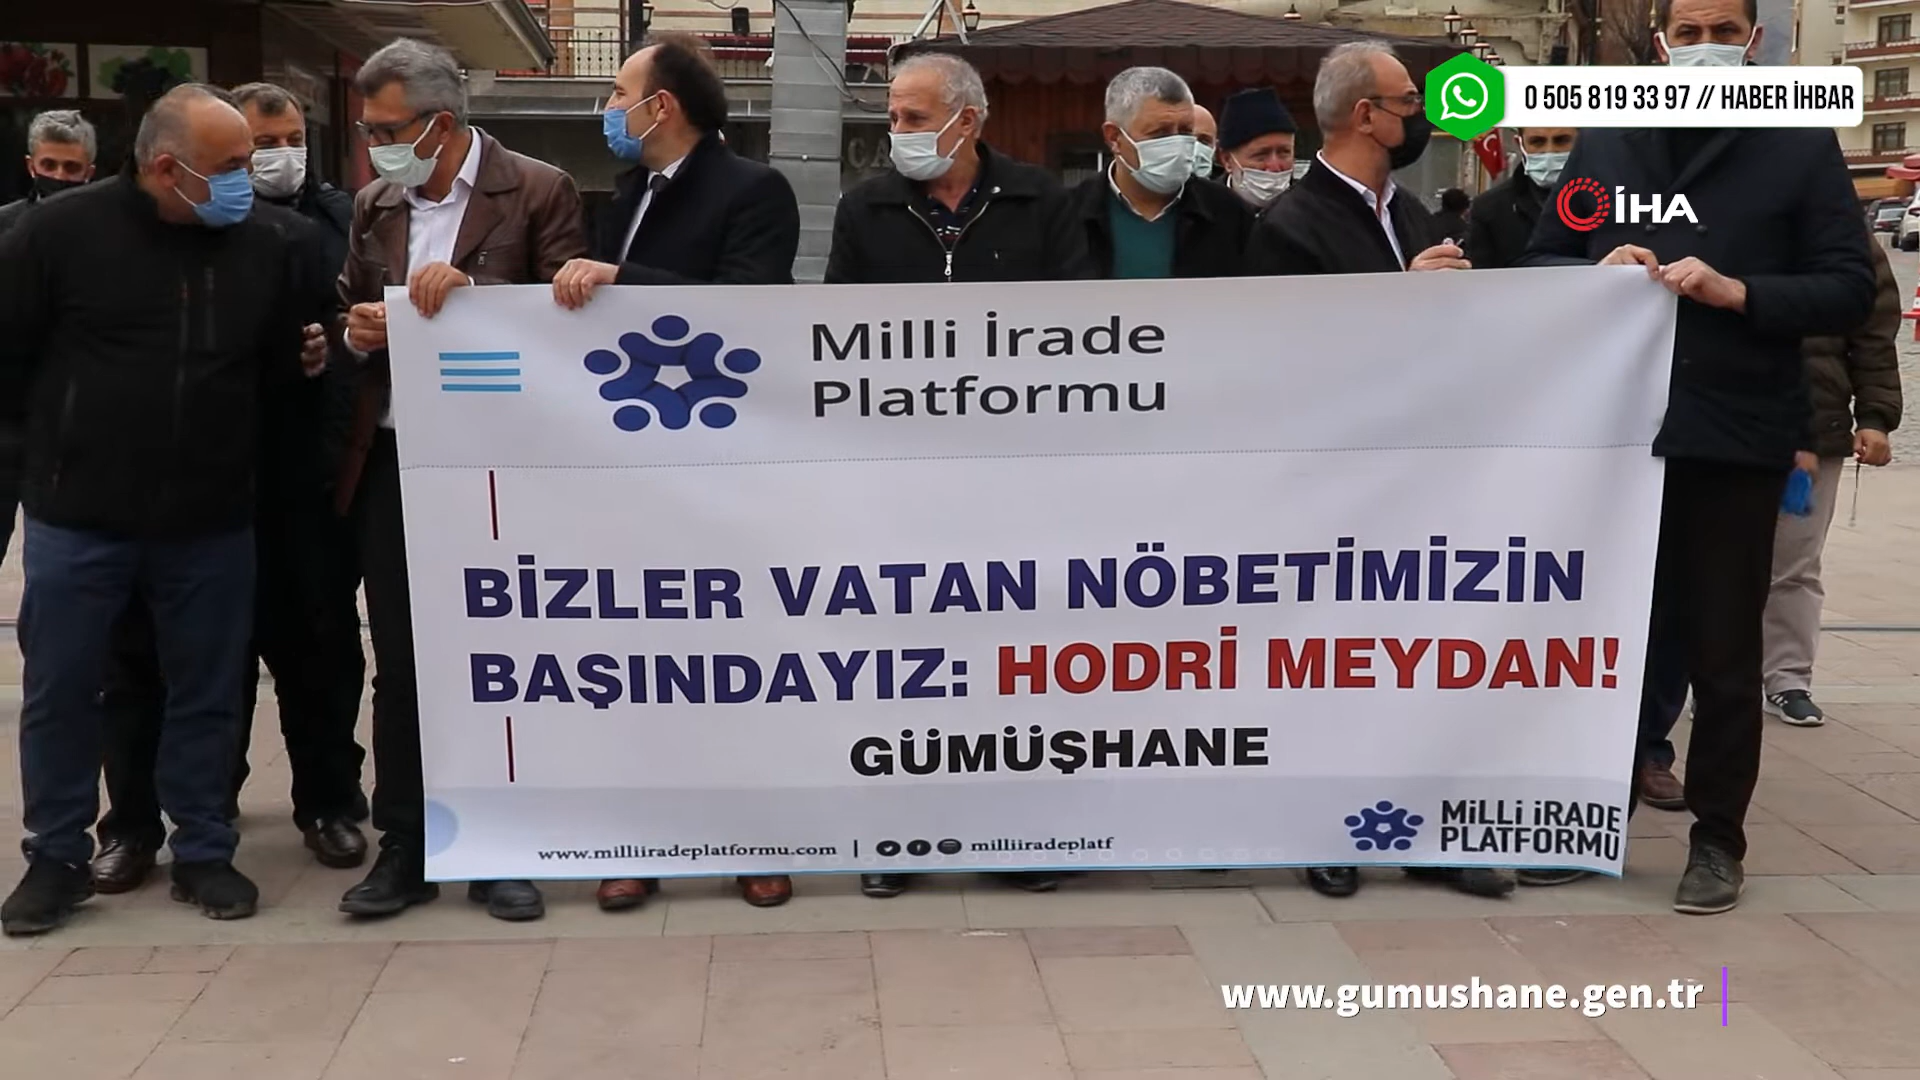 0 505 819 33 97 // HABER İHBAR
İHA
Milli İrade
Platformu
BİZLER VATAN NÖBETİMİZİN
BAŞINDAYIZ: HODRİ MEYDAN!
GÜMÜŞHANE
www.milliiradeplatformu.com | milliiradeplatf
MİLLİ İRADE
PLATFORMU
www.gumushane.gen.tr